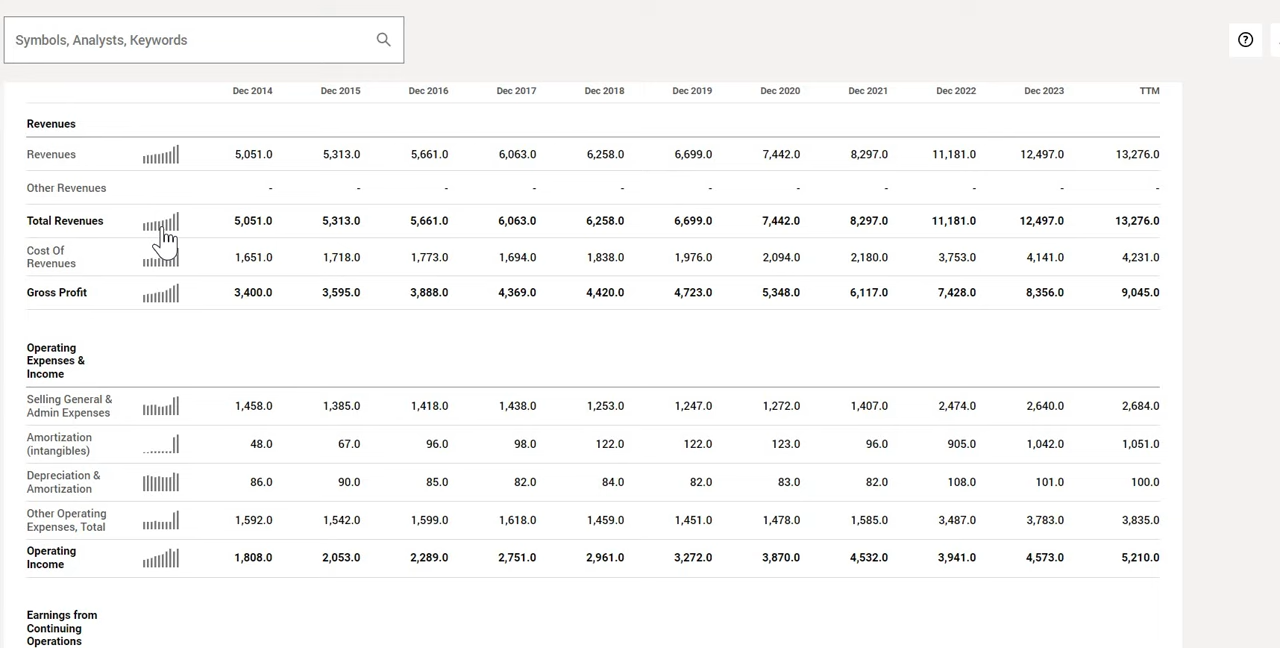 Symbols, Analysts, Keywords
Dec 2014 Dec 2015 Dec 2016 Dec 2017 Dec 2018 Dec 2019 Dec 2020 Dec 2021 Dec 2022 Dec 2023 TTM
Revenues
Revenues 5,051.0 5,313.0 5,661.0 6,063.0 6,258.0 6,699.0 7,442.0 8,297.0 11,181.0 12,497.0 13,276.0
Other Revenues - - - - - - - - - - -
Total Revenues 5,051.0 5,313.0 5,661.0 6,063.0 6,258.0 6,699.0 7,442.0 8,297.0 11,181.0 12,497.0 13,276.0
Cost Of
Revenues 1,651.0 1,718.0 1,773.0 1,694.0 1,838.0 1,976.0 2,094.0 2,180.0 3,753.0 4,141.0 4,231.0
Gross Profit 3,400.0 3,595.0 3,888.0 4,369.0 4,420.0 4,723.0 5,348.0 6,117.0 7,428.0 8,356.0 9,045.0
Operating
Expenses &
Income
Selling General &
Admin Expenses 1,458.0 1,385.0 1,418.0 1,438.0 1,253.0 1,247.0 1,272.0 1,407.0 2,474.0 2,640.0 2,684.0
Amortization
(intangibles) 48.0 67.0 96.0 98.0 122.0 122.0 123.0 96.0 905.0 1,042.0 1,051.0
Depreciation &
Amortization 86.0 90.0 85.0 82.0 84.0 82.0 83.0 82.0 108.0 101.0 100.0
Other Operating
Expenses, Total 1,592.0 1,542.0 1,599.0 1,618.0 1,459.0 1,451.0 1,478.0 1,585.0 3,487.0 3,783.0 3,835.0
Operating
Income 1,808.0 2,053.0 2,289.0 2,751.0 2,961.0 3,272.0 3,870.0 4,532.0 3,941.0 4,573.0 5,210.0
Earnings from
Continuing
Operations